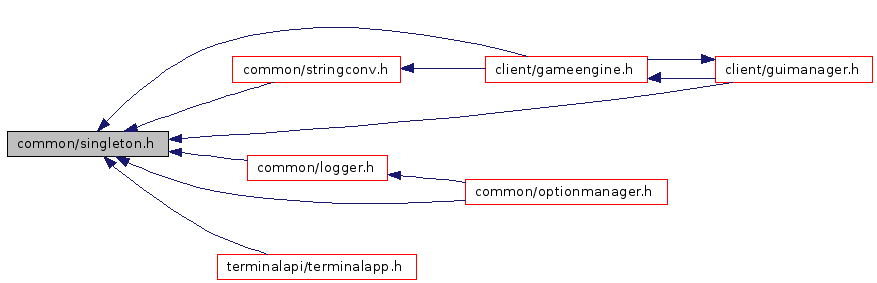 common/stringconv.h
client/gameengine.h
client/guimanager.h
common/singleton.h
common/logger.h
common/optionmanager.h
terminalapi/terminalapp.h